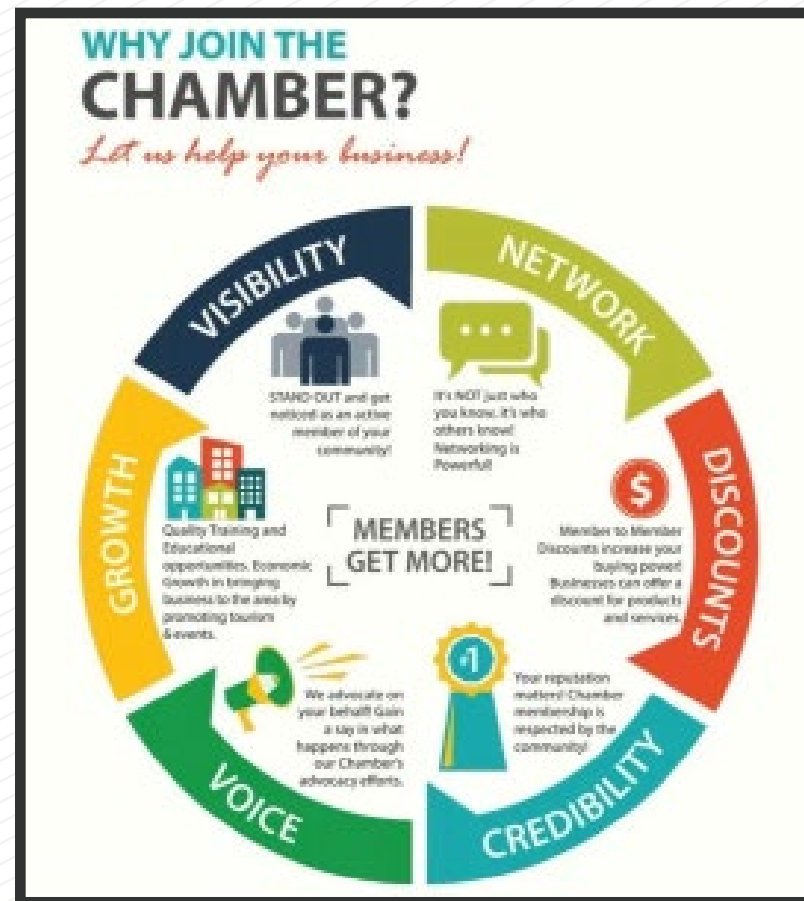 WHY JOIN THE
CHAMBER?
Let us help your business!
VISIBILITY
STAND OUT and get
noticed as an active
member of your
community!
NETWORK
It's NOT just who
you know, it's who
others know!
Networking is
Powerful!
DISCOUNTS
$
Member to Member
Discounts increase your
buying power!
Businesses can offer a
discount for products
and services.
CREDIBILITY
#1
Your reputation
matters! Chamber
membership is
respected by the
community!
VOICE
We advocate on
your behalf! Gain
a say in what
happens through
our Chamber's
advocacy efforts.
GROWTH
Quality Training and
Educational
opportunities. Economic
Growth in bringing
business to the area by
promoting tourism
&events.
MEMBERS
GET MORE!